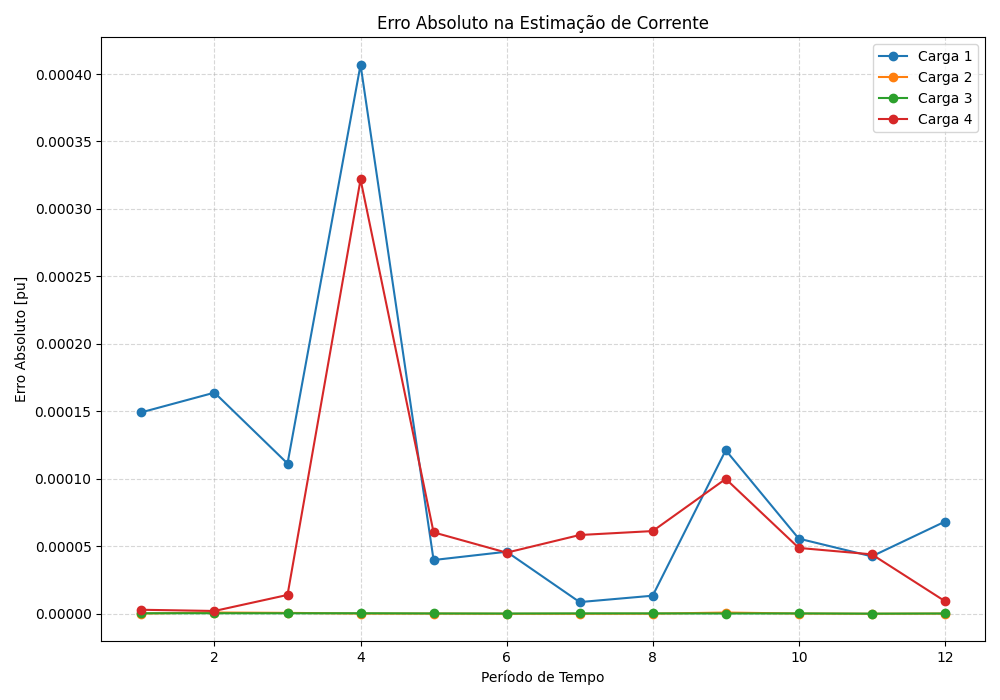 Erro Absoluto na Estimação de Corrente
Carga 1
Carga 2
Carga 3
Carga 4
Erro Absoluto [pu]
0.00040
0.00035
0.00030
0.00025
0.00020
0.00015
0.00010
0.00005
0.00000
2 4 6 8 10 12
Período de Tempo